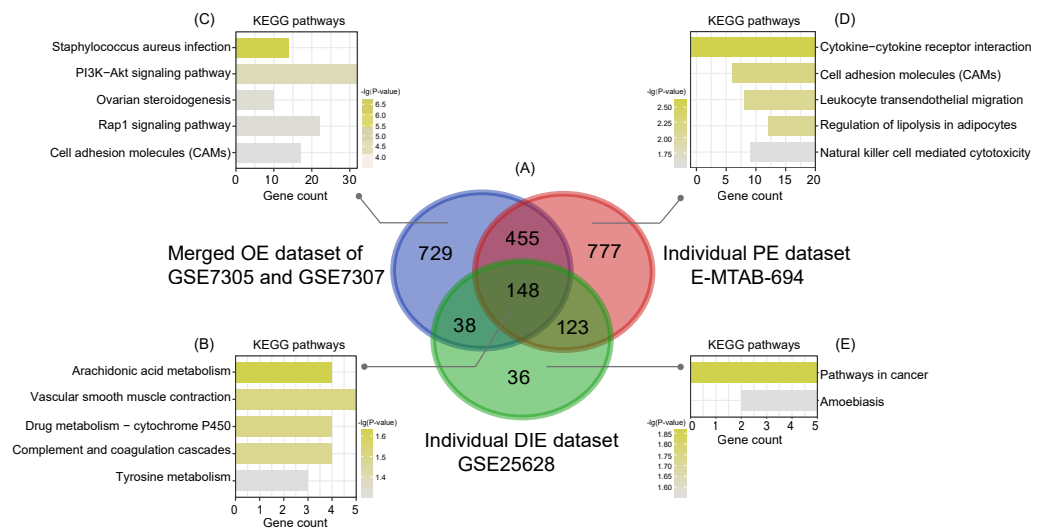 (C)
KEGG pathways
Staphylococcus aureus infection
PI3K−Akt signaling pathway
Ovarian steroidogenesis
Rap1 signaling pathway
Cell adhesion molecules (CAMs)
0 10 20 30
Gene count
-lg(P-value)
6.5
6.0
5.5
5.0
4.5
4.0
(D)
KEGG pathways
Cytokine−cytokine receptor interaction
Cell adhesion molecules (CAMs)
Leukocyte transendothelial migration
Regulation of lipolysis in adipocytes
Natural killer cell mediated cytotoxicity
0 5 10 15 20
Gene count
-lg(P-value)
2.50
2.25
2.00
1.75
(A)
729
455
777
148
38
123
36
Merged OE dataset of
GSE7305 and GSE7307
Individual PE dataset
E-MTAB-694
Individual DIE dataset
GSE25628
(B)
KEGG pathways
Arachidonic acid metabolism
Vascular smooth muscle contraction
Drug metabolism − cytochrome P450
Complement and coagulation cascades
Tyrosine metabolism
0 1 2 3 4 5
Gene count
-lg(P-value)
1.6
1.5
1.4
(E)
KEGG pathways
Pathways in cancer
Amoebiasis
0 1 2 3 4 5
Gene count
-lg(P-value)
1.85
1.80
1.75
1.70
1.65
1.60